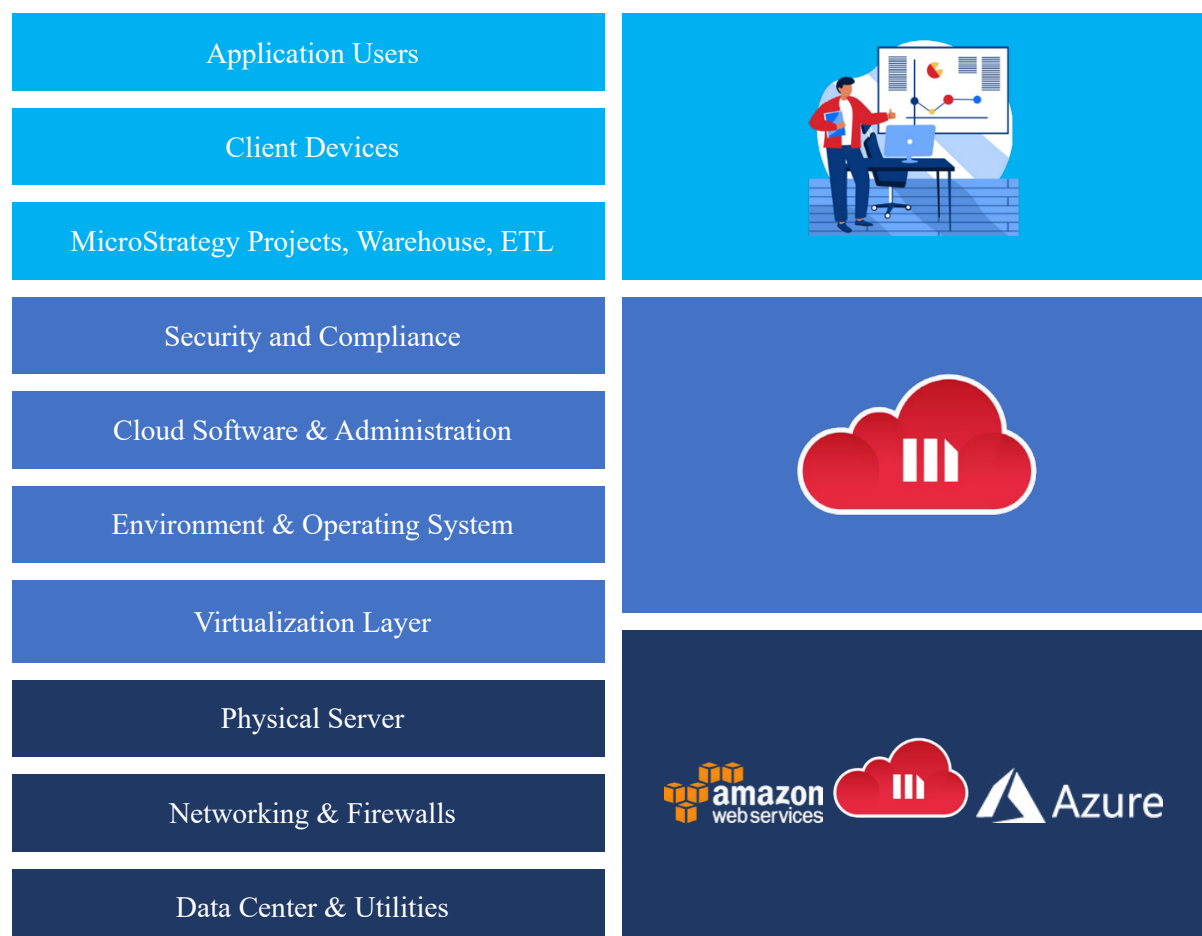 Application Users
Client Devices
MicroStrategy Projects, Warehouse, ETL
Security and Compliance
Cloud Software & Administration
Environment & Operating System
Virtualization Layer
Physical Server
Networking & Firewalls
Data Center & Utilities
amazon
web services
Azure